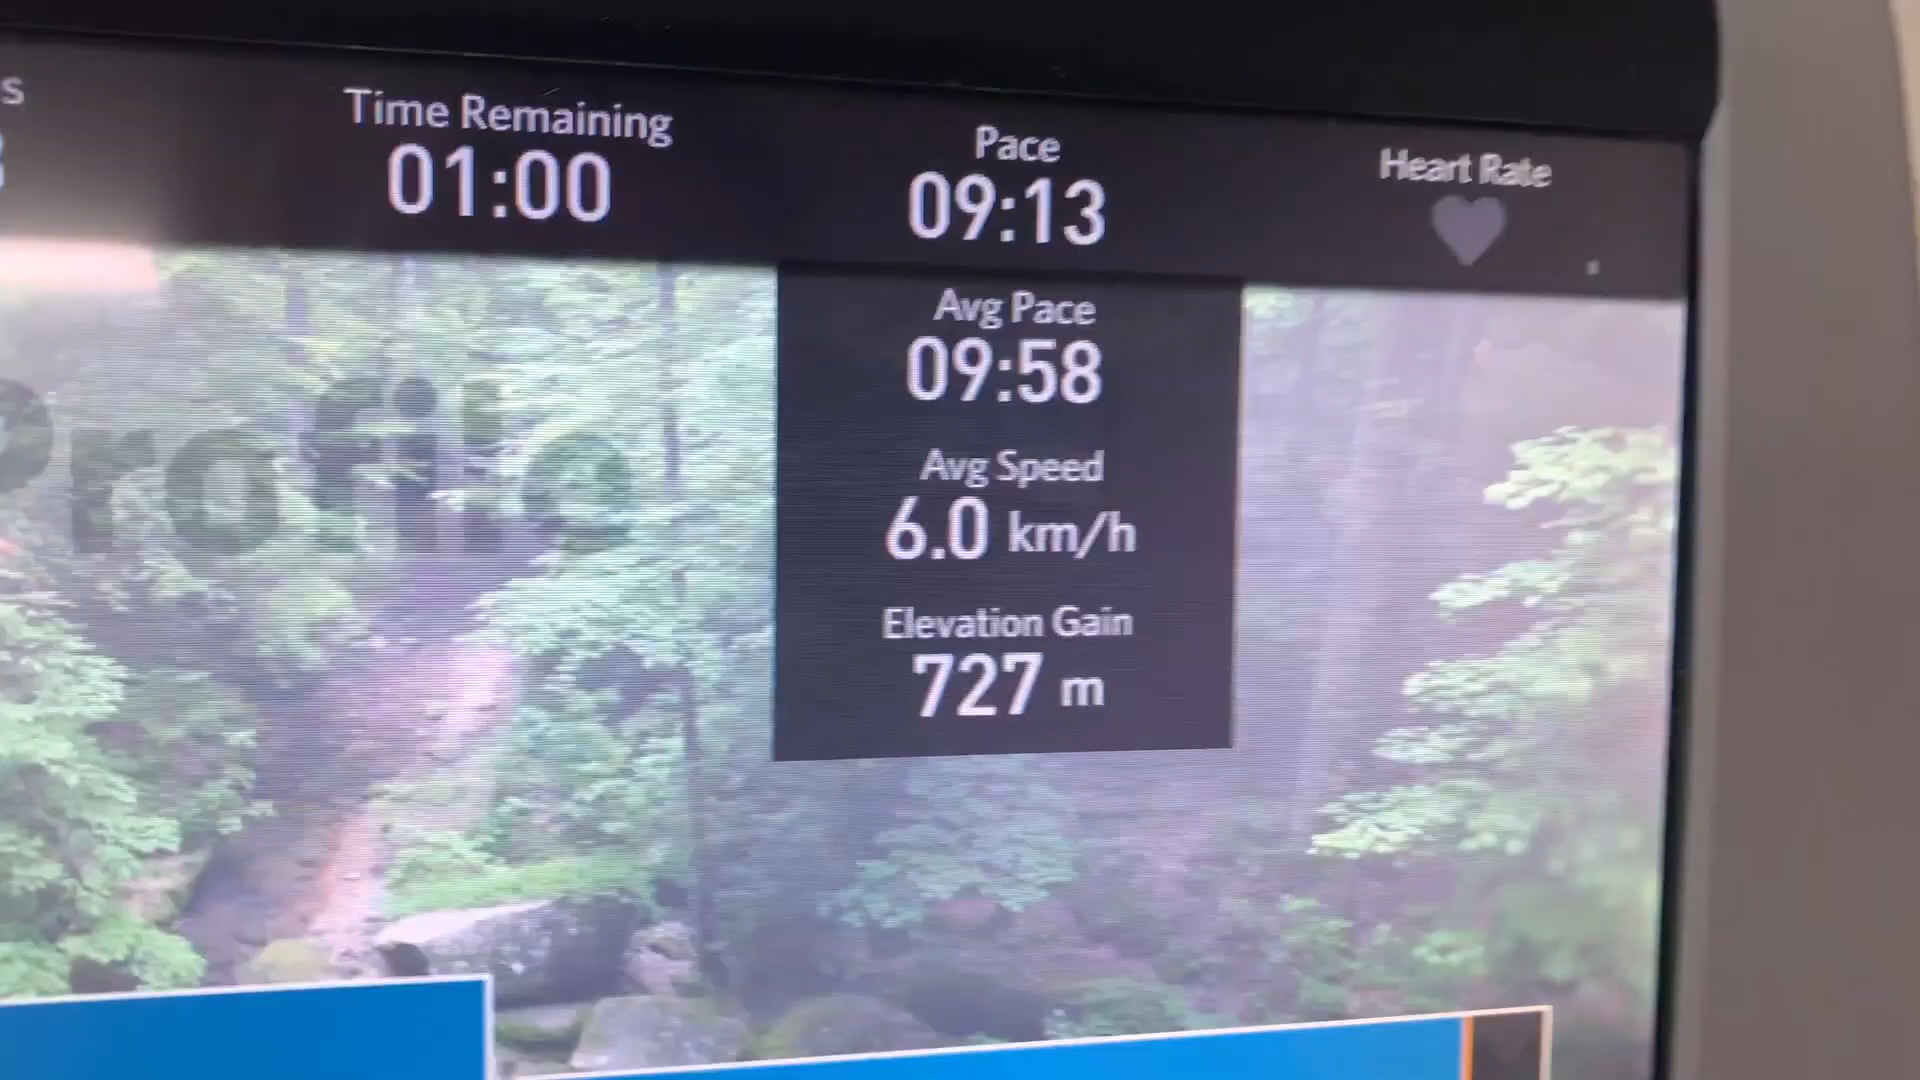 s
Time Remaining
01:00
Pace
09:13
Heart Rate
Avg Pace
09:58
Avg Speed
6.0 km/h
Elevation Gain
727 m
Profile